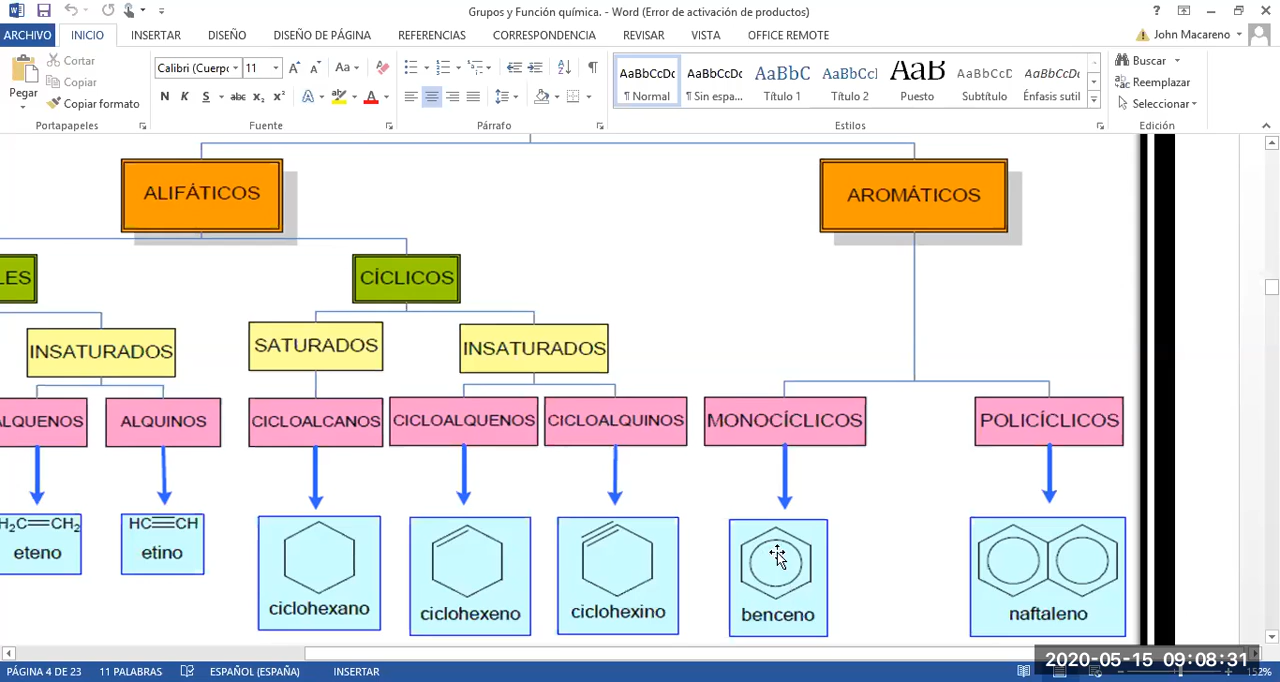 Grupos y Función química. - Word (Error de activación de productos)
ARCHIVO INICIO INSERTAR DISEÑO DISEÑO DE PÁGINA REFERENCIAS CORRESPONDENCIA REVISAR VISTA OFFICE REMOTE John Macareno
Cortar
Copiar
Copiar formato
Pegar
Portapapeles
Calibri (Cuerpo 11
Fuente
Párrafo
AaBbCcDc AaBbCcDc AaBbC AaBbCcI AaB AaBbCcD AaBbCcDc
¶ Normal ¶ Sin espa... Título 1 Título 2 Puesto Subtítulo Énfasis sutil
Estilos
Buscar
Reemplazar
Seleccionar
Edición
ALIFÁTICOS AROMÁTICOS
LES CÍCLICOS
INSATURADOS SATURADOS INSATURADOS
ALQUENOS ALQUINOS CICLOALCANOS CICLOALQUENOS CICLOALQUINOS MONOCÍCLICOS POLICÍCLICOS
H₂C=CH₂ HC≡CH
eteno etino ciclohexano ciclohexeno ciclohexino benceno naftaleno
PÁGINA 4 DE 23 11 PALABRAS ESPAÑOL (ESPAÑA) INSERTAR 152%
2020-05-15 09:08:31